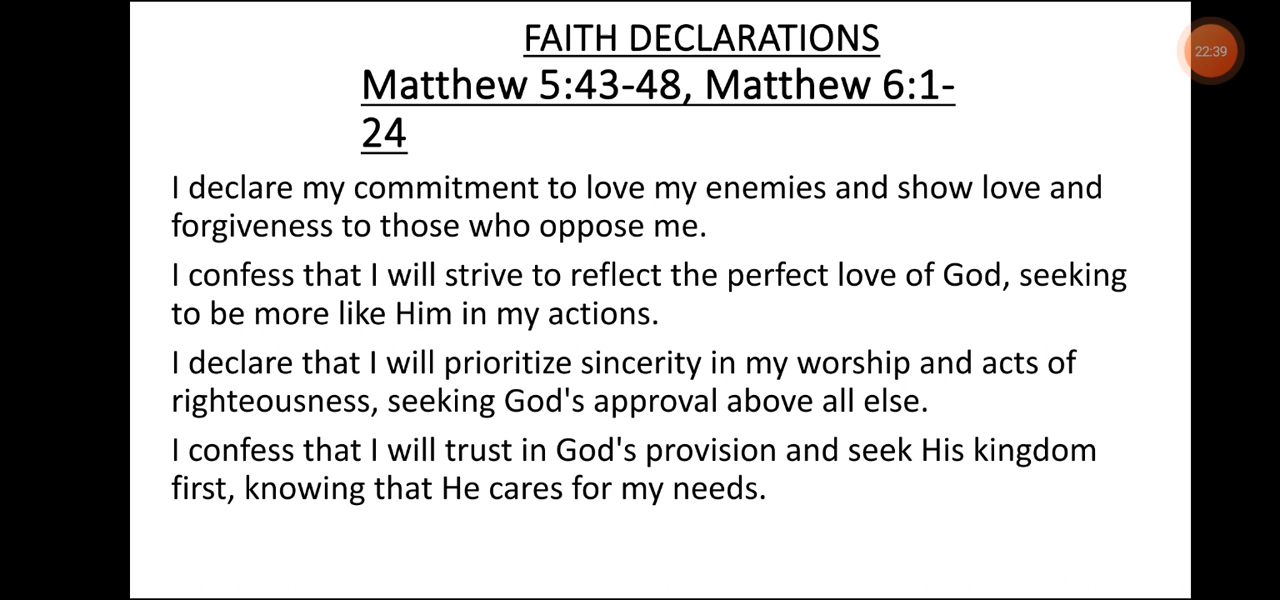 FAITH DECLARATIONS
22:39
Matthew 5:43-48, Matthew 6:1-
24
I declare my commitment to love my enemies and show love and
forgiveness to those who oppose me.
I confess that I will strive to reflect the perfect love of God, seeking
to be more like Him in my actions.
I declare that I will prioritize sincerity in my worship and acts of
righteousness, seeking God's approval above all else.
I confess that I will trust in God's provision and seek His kingdom
first, knowing that He cares for my needs.